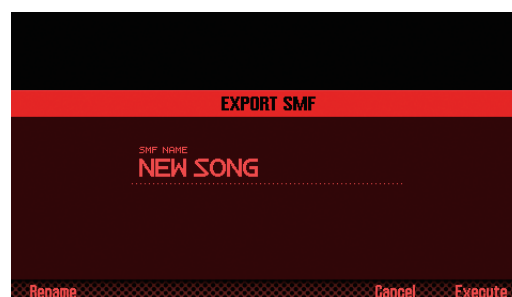 EXPORT SMF
SMF NAME
NEW SONG
Rename Cancel Execute